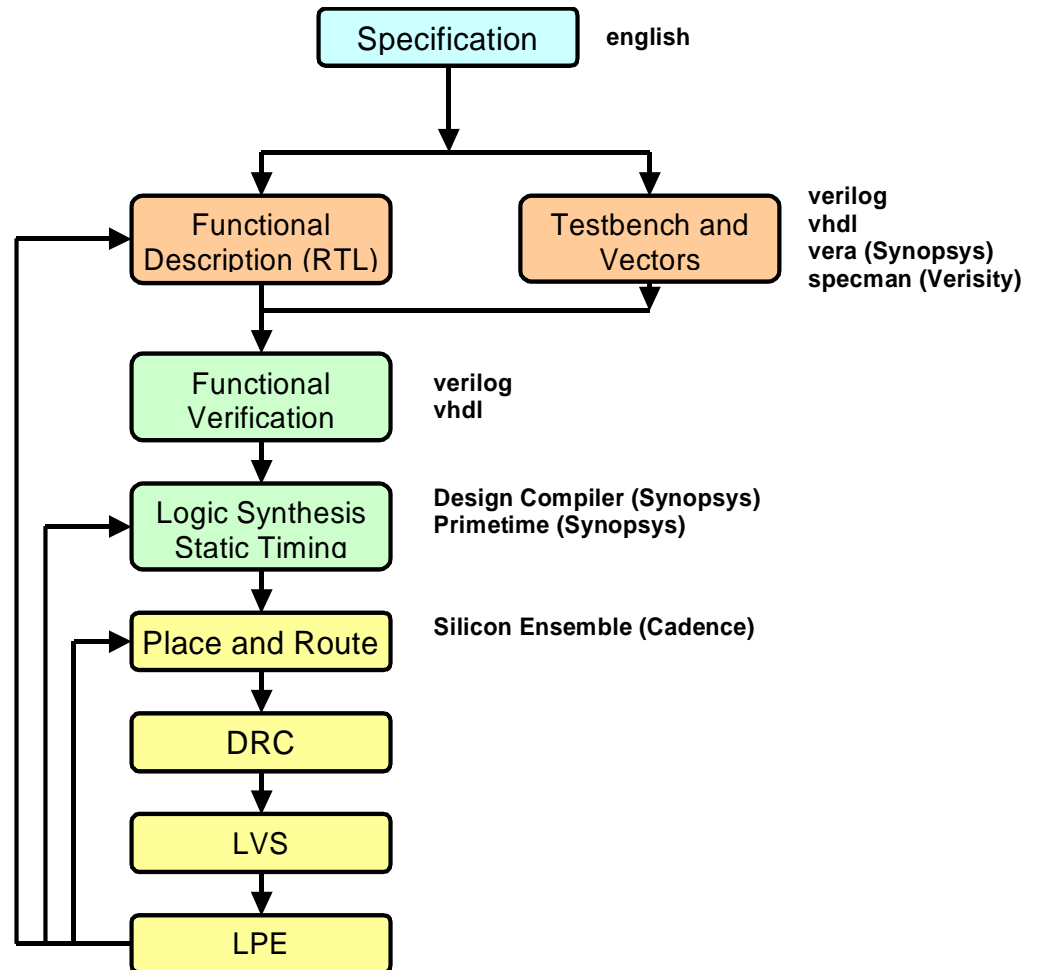 Specification
english
Functional
Description (RTL)
Testbench and
Vectors
verilog
vhdl
vera (Synopsys)
specman (Verisity)
Functional
Verification
verilog
vhdl
Logic Synthesis
Static Timing
Design Compiler (Synopsys)
Primetime (Synopsys)
Place and Route
Silicon Ensemble (Cadence)
DRC
LVS
LPE